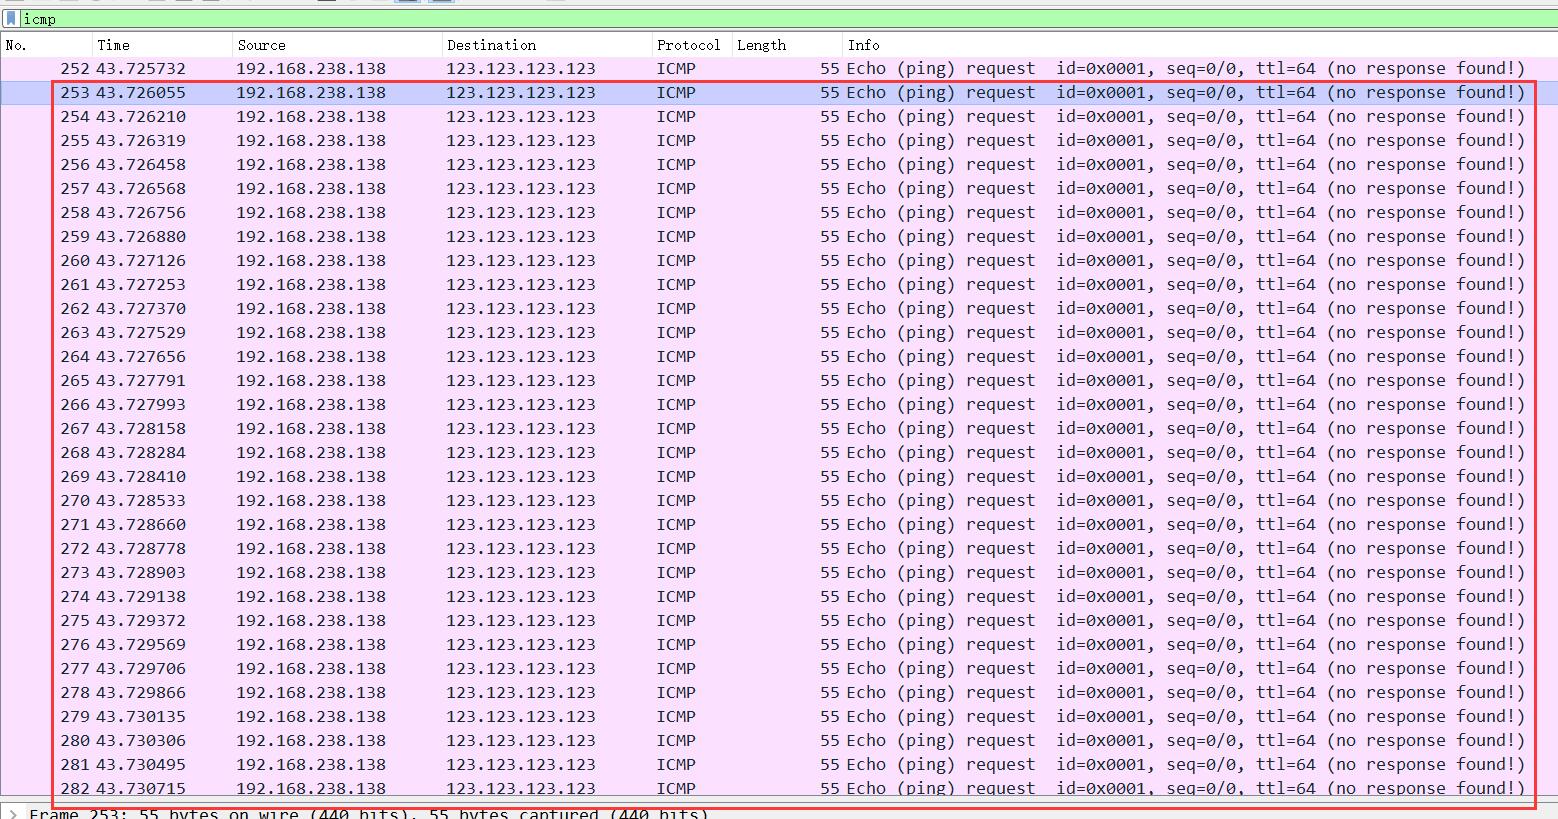 icmp
No. Time Source Destination Protocol Length Info
252 43.725732 192.168.238.138 123.123.123.123 ICMP 55 Echo (ping) request id=0x0001, seq=0/0, ttl=64 (no response found!)
253 43.726055 192.168.238.138 123.123.123.123 ICMP 55 Echo (ping) request id=0x0001, seq=0/0, ttl=64 (no response found!)
254 43.726210 192.168.238.138 123.123.123.123 ICMP 55 Echo (ping) request id=0x0001, seq=0/0, ttl=64 (no response found!)
255 43.726319 192.168.238.138 123.123.123.123 ICMP 55 Echo (ping) request id=0x0001, seq=0/0, ttl=64 (no response found!)
256 43.726458 192.168.238.138 123.123.123.123 ICMP 55 Echo (ping) request id=0x0001, seq=0/0, ttl=64 (no response found!)
257 43.726568 192.168.238.138 123.123.123.123 ICMP 55 Echo (ping) request id=0x0001, seq=0/0, ttl=64 (no response found!)
258 43.726756 192.168.238.138 123.123.123.123 ICMP 55 Echo (ping) request id=0x0001, seq=0/0, ttl=64 (no response found!)
259 43.726880 192.168.238.138 123.123.123.123 ICMP 55 Echo (ping) request id=0x0001, seq=0/0, ttl=64 (no response found!)
260 43.727126 192.168.238.138 123.123.123.123 ICMP 55 Echo (ping) request id=0x0001, seq=0/0, ttl=64 (no response found!)
261 43.727253 192.168.238.138 123.123.123.123 ICMP 55 Echo (ping) request id=0x0001, seq=0/0, ttl=64 (no response found!)
262 43.727370 192.168.238.138 123.123.123.123 ICMP 55 Echo (ping) request id=0x0001, seq=0/0, ttl=64 (no response found!)
263 43.727529 192.168.238.138 123.123.123.123 ICMP 55 Echo (ping) request id=0x0001, seq=0/0, ttl=64 (no response found!)
264 43.727656 192.168.238.138 123.123.123.123 ICMP 55 Echo (ping) request id=0x0001, seq=0/0, ttl=64 (no response found!)
265 43.727791 192.168.238.138 123.123.123.123 ICMP 55 Echo (ping) request id=0x0001, seq=0/0, ttl=64 (no response found!)
266 43.727993 192.168.238.138 123.123.123.123 ICMP 55 Echo (ping) request id=0x0001, seq=0/0, ttl=64 (no response found!)
267 43.728158 192.168.238.138 123.123.123.123 ICMP 55 Echo (ping) request id=0x0001, seq=0/0, ttl=64 (no response found!)
268 43.728284 192.168.238.138 123.123.123.123 ICMP 55 Echo (ping) request id=0x0001, seq=0/0, ttl=64 (no response found!)
269 43.728410 192.168.238.138 123.123.123.123 ICMP 55 Echo (ping) request id=0x0001, seq=0/0, ttl=64 (no response found!)
270 43.728533 192.168.238.138 123.123.123.123 ICMP 55 Echo (ping) request id=0x0001, seq=0/0, ttl=64 (no response found!)
271 43.728660 192.168.238.138 123.123.123.123 ICMP 55 Echo (ping) request id=0x0001, seq=0/0, ttl=64 (no response found!)
272 43.728778 192.168.238.138 123.123.123.123 ICMP 55 Echo (ping) request id=0x0001, seq=0/0, ttl=64 (no response found!)
273 43.728903 192.168.238.138 123.123.123.123 ICMP 55 Echo (ping) request id=0x0001, seq=0/0, ttl=64 (no response found!)
274 43.729138 192.168.238.138 123.123.123.123 ICMP 55 Echo (ping) request id=0x0001, seq=0/0, ttl=64 (no response found!)
275 43.729372 192.168.238.138 123.123.123.123 ICMP 55 Echo (ping) request id=0x0001, seq=0/0, ttl=64 (no response found!)
276 43.729569 192.168.238.138 123.123.123.123 ICMP 55 Echo (ping) request id=0x0001, seq=0/0, ttl=64 (no response found!)
277 43.729706 192.168.238.138 123.123.123.123 ICMP 55 Echo (ping) request id=0x0001, seq=0/0, ttl=64 (no response found!)
278 43.729866 192.168.238.138 123.123.123.123 ICMP 55 Echo (ping) request id=0x0001, seq=0/0, ttl=64 (no response found!)
279 43.730135 192.168.238.138 123.123.123.123 ICMP 55 Echo (ping) request id=0x0001, seq=0/0, ttl=64 (no response found!)
280 43.730306 192.168.238.138 123.123.123.123 ICMP 55 Echo (ping) request id=0x0001, seq=0/0, ttl=64 (no response found!)
281 43.730495 192.168.238.138 123.123.123.123 ICMP 55 Echo (ping) request id=0x0001, seq=0/0, ttl=64 (no response found!)
282 43.730715 192.168.238.138 123.123.123.123 ICMP 55 Echo (ping) request id=0x0001, seq=0/0, ttl=64 (no response found!)
Frame 253: 55 bytes on wire (440 bits), 55 bytes captured (440 bits)